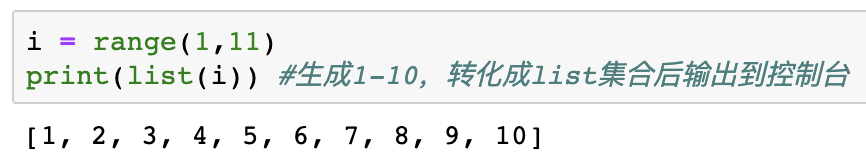 i = range(1,11)
print(list(i)) #生成1-10，转化成list集合后输出到控制台
[1, 2, 3, 4, 5, 6, 7, 8, 9, 10]